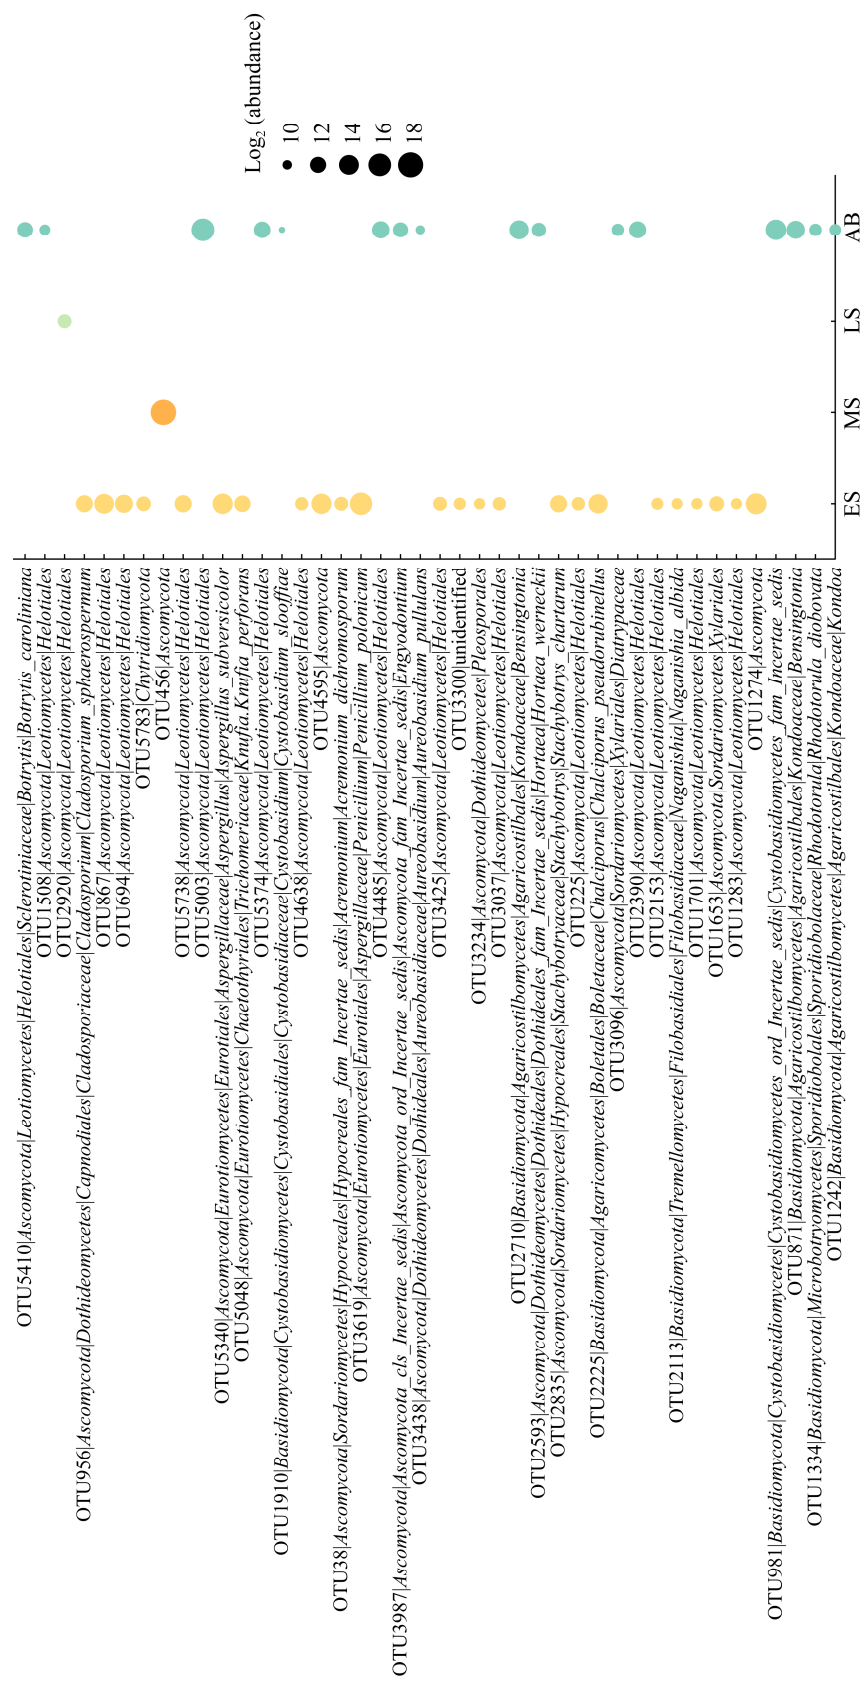 Log2 (abundance)
10
12
14
16
18
OTU5410|Ascomycota|Leotiomycetes|Helotiales|Sclerotiniaceae|Botrytis|Botrytis_caroliniana
OTU1508|Ascomycota|Leotiomycetes|Helotiales
OTU2920|Ascomycota|Leotiomycetes|Helotiales
OTU956|Ascomycota|Dothideomycetes|Capnodiales|Cladosporiaceae|Cladosporium|Cladosporium_sphaerospermum
OTU867|Ascomycota|Leotiomycetes|Helotiales
OTU694|Ascomycota|Leotiomycetes|Helotiales
OTU5783|Chytridiomycota
OTU456|Ascomycota
OTU5738|Ascomycota|Leotiomycetes|Helotiales
OTU5003|Ascomycota|Leotiomycetes|Helotiales
OTU5340|Ascomycota|Eurotiomycetes|Eurotiales|Aspergillaceae|Aspergillus|Aspergillus_subversicolor
OTU5048|Ascomycota|Eurotiomycetes|Chaetothyriales|Trichomeriaceae|Knufia.Knufia_perforans
OTU5374|Ascomycota|Leotiomycetes|Helotiales
OTU1910|Basidiomycota|Cystobasidiomycetes|Cystobasidiales|Cystobasidiaceae|Cystobasidium|Cystobasidium_slooffiae
OTU4638|Ascomycota|Leotiomycetes|Helotiales
OTU4595|Ascomycota
OTU38|Ascomycota|Sordariomycetes|Hypocreales|Hypocreales_fam_Incertae_sedis|Acremonium|Acremonium_dichromosporum
OTU3619|Ascomycota|Eurotiomycetes|Eurotiales|Aspergillaceae|Penicillium|Penicillium_polonicum
OTU4485|Ascomycota|Leotiomycetes|Helotiales
OTU3987|Ascomycota|Ascomycota_cls_Incertae_sedis|Ascomycota_ord_Incertae_sedis|Ascomycota_fam_Incertae_sedis|Engyodontium
OTU3438|Ascomycota|Dothideomycetes|Dothideales|Aureobasidiaceae|Aureobasidium|Aureobasidium_pullulans
OTU3425|Ascomycota|Leotiomycetes|Helotiales
OTU3300|unidentified
OTU3234|Ascomycota|Dothideomycetes|Pleosporales
OTU3037|Ascomycota|Leotiomycetes|Helotiales
OTU2710|Basidiomycota|Agaricostilbomycetes|Agaricostilbales|Kondoaceae|Bensingtonia
OTU2593|Ascomycota|Dothideomycetes|Dothideales|Dothideales_fam_Incertae_sedis|Hortaea|Hortaea_werneckii
OTU2835|Ascomycota|Sordariomycetes|Hypocreales|Stachybotryaceae|Stachybotrys|Stachybotrys_chartarum
OTU225|Ascomycota|Leotiomycetes|Helotiales
OTU2225|Basidiomycota|Agaricomycetes|Boletales|Boletaceae|Chalciporus|Chalciporus_pseudorubinellus
OTU3096|Ascomycota|Sordariomycetes|Xylariales|Diatrypaceae
OTU2390|Ascomycota|Leotiomycetes|Helotiales
OTU2153|Ascomycota|Leotiomycetes|Helotiales
OTU2113|Basidiomycota|Tremellomycetes|Filobasidiales|Filobasidiaceae|Naganishia|Naganishia_albida
OTU1701|Ascomycota|Leotiomycetes|Helotiales
OTU1653|Ascomycota|Sordariomycetes|Xylariales
OTU1283|Ascomycota|Leotiomycetes|Helotiales
OTU1274|Ascomycota
OTU981|Basidiomycota|Cystobasidiomycetes|Cystobasidiomycetes_ord_Incertae_sedis|Cystobasidiomycetes_fam_Incertae_sedis
OTU871|Basidiomycota|Agaricostilbomycetes|Agaricostilbales|Kondoaceae|Bensingtonia
OTU1334|Basidiomycota|Microbotryomycetes|Sporidiobolales|Sporidiobolaceae|Rhodotorula|Rhodotorula_diobovata
OTU1242|Basidiomycota|Agaricostilbomycetes|Agaricostilbales|Kondoaceae|Kondoa
ES
MS
LS
AB